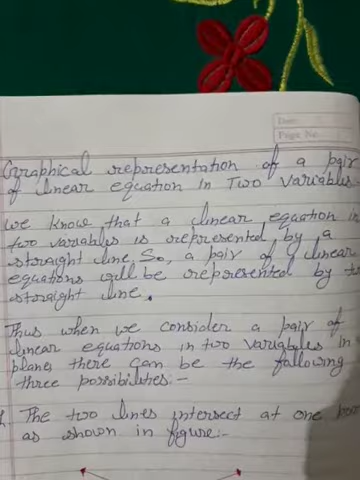 Date:
Page No.
Graphical representation of a pair
of linear equation in Two Variables
we know that a linear equation in
two variables is represented by a
straight line. So, a pair of a linear
equations will be represented by two
straight line.
Thus when we consider a pair of
linear equations in two variables in
plane, there can be the following
three possibilities:-
1. The two lines intersect at one
as shown in figure:-